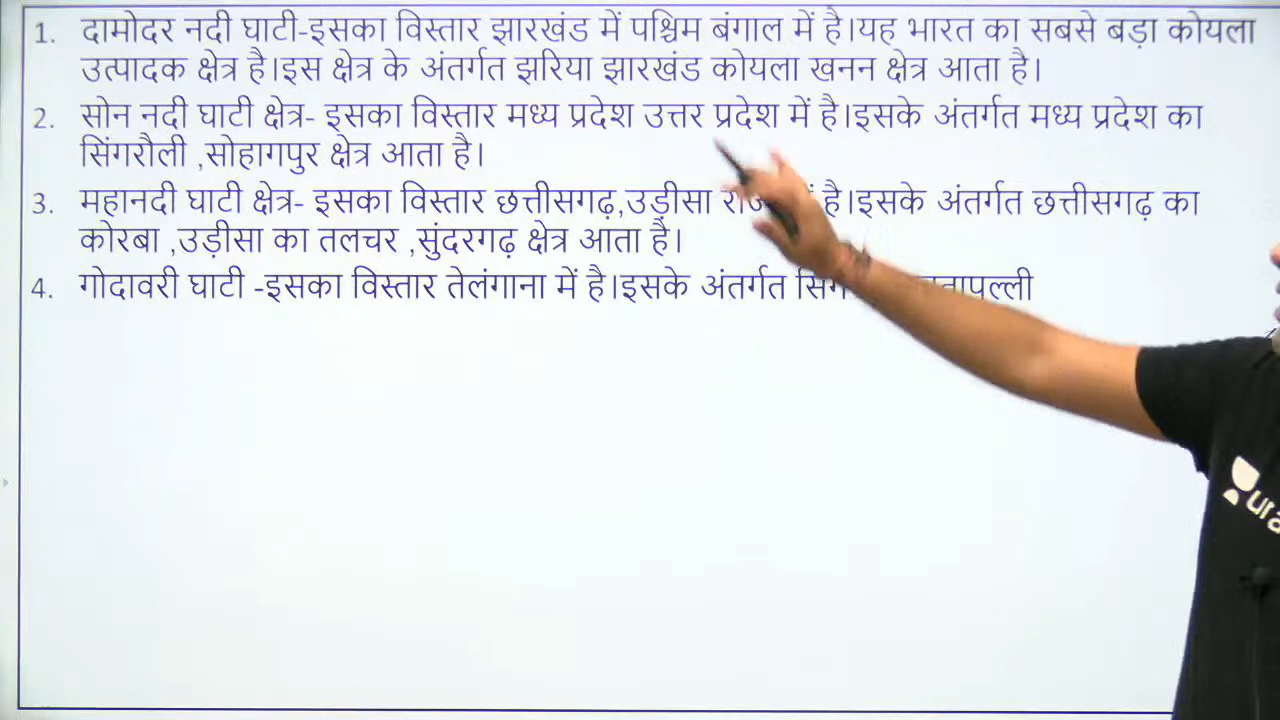 1. दामोदर नदी घाटी-इसका विस्तार झारखंड में पश्चिम बंगाल में है।यह भारत का सबसे बड़ा कोयला
उत्पादक क्षेत्र है।इस क्षेत्र के अंतर्गत झरिया झारखंड कोयला खनन क्षेत्र आता है।
2. सोन नदी घाटी क्षेत्र- इसका विस्तार मध्य प्रदेश उत्तर प्रदेश में है।इसके अंतर्गत मध्य प्रदेश का
सिंगरौली ,सोहागपुर क्षेत्र आता है।
3. महानदी घाटी क्षेत्र- इसका विस्तार छत्तीसगढ़,उड़ीसा है।इसके अंतर्गत छत्तीसगढ़ का
कोरबा ,उड़ीसा का तलचर ,सुंदरगढ़ क्षेत्र आता है।
4. गोदावरी घाटी -इसका विस्तार तेलंगाना में है।इसके अंतर्गत